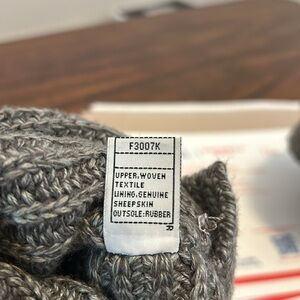 F3007K
UPPER:WOVEN
TEXTILE
LINING:GENUINE
SHEEPSKIN
OUTSOLE:RUBBER
R